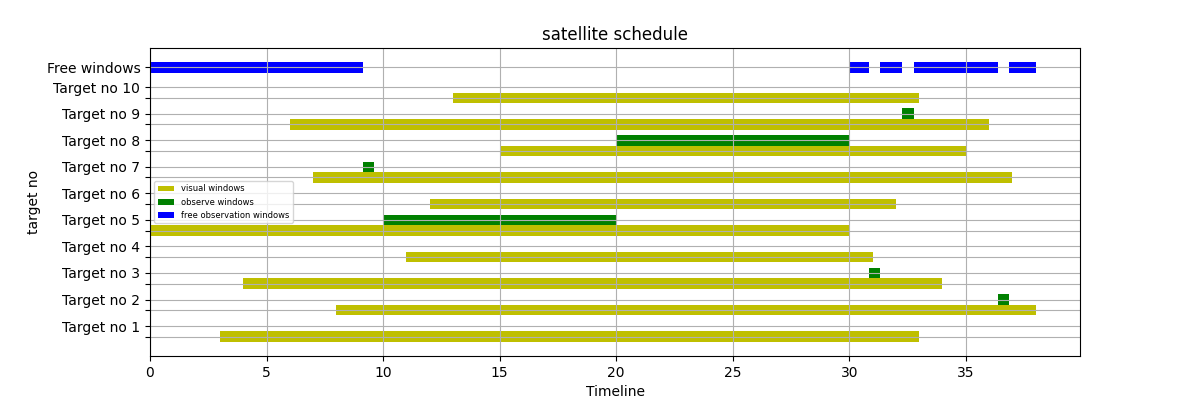 satellite schedule
Free windows
Target no 10
Target no 9
Target no 8
Target no 7
Target no 6
Target no 5
Target no 4
Target no 3
Target no 2
Target no 1
target no
visual windows
observe windows
free observation windows
0 5 10 15 20 25 30 35
Timeline